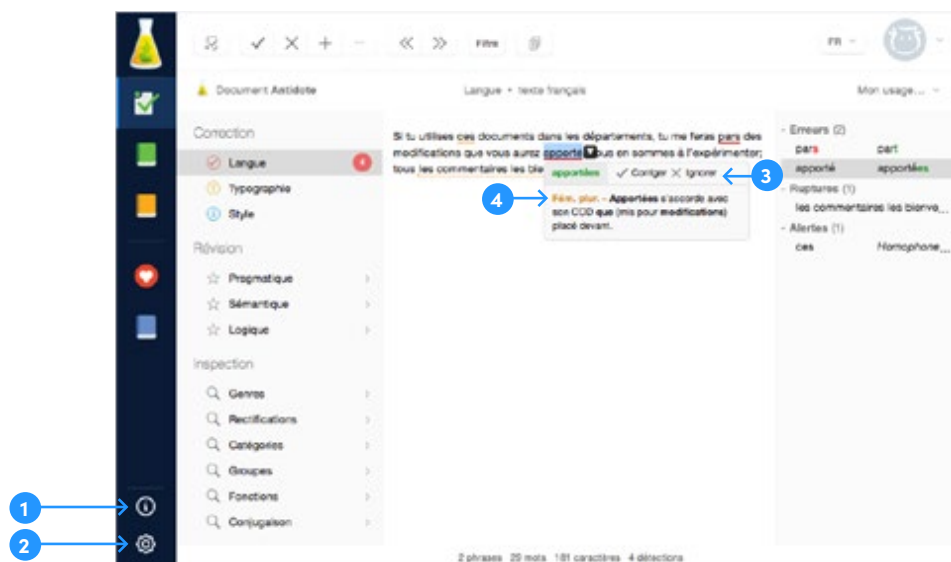 Filtre
FR
Document Antidote
Langue • texte français
Mon usage...
Correction
Langue
4
Typographie
Style
Révision
Pragmatique
Sémantique
Logique
Inspection
Genres
Rectifications
Catégories
Groupes
Fonctions
Conjugaison
Si tu utilises ces documents dans les départements, tu me feras pars des
modifications que vous aurez apporté ous en sommes à l'expérimenter;
tous les commentaires les bie
apportées Corriger Ignorer
Fém. plur. - Apportées s'accorde avec
son COD que (mis pour modifications)
placé devant.
Erreurs (2)
pars part
apporté apportées
Ruptures (1)
les commentaires les bienve...
Alertes (1)
ces Homophone...
2 phrases 29 mots 181 caractères 4 détections
1
2
3
4